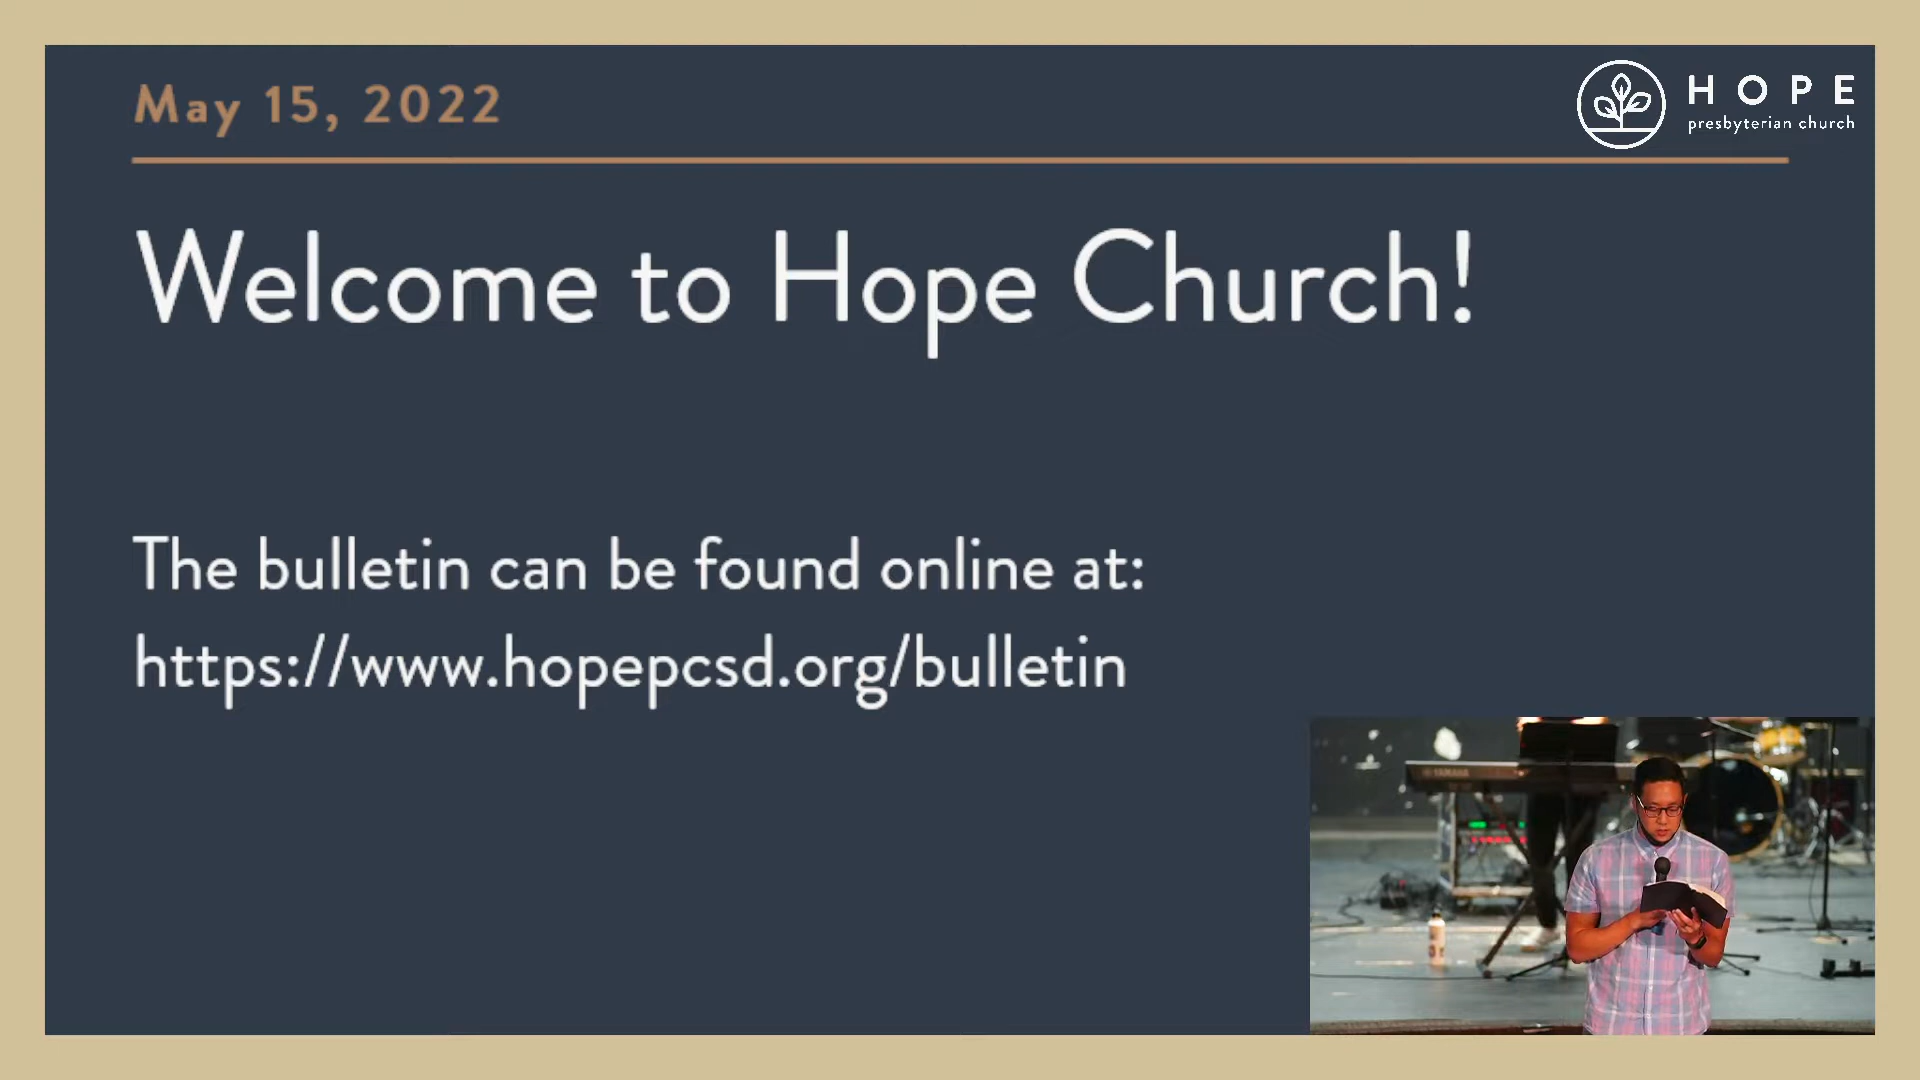 May 15, 2022
HOPE
presbyterian church
Welcome to Hope Church!
The bulletin can be found online at:
https://www.hopepcsd.org/bulletin
YAMAHA